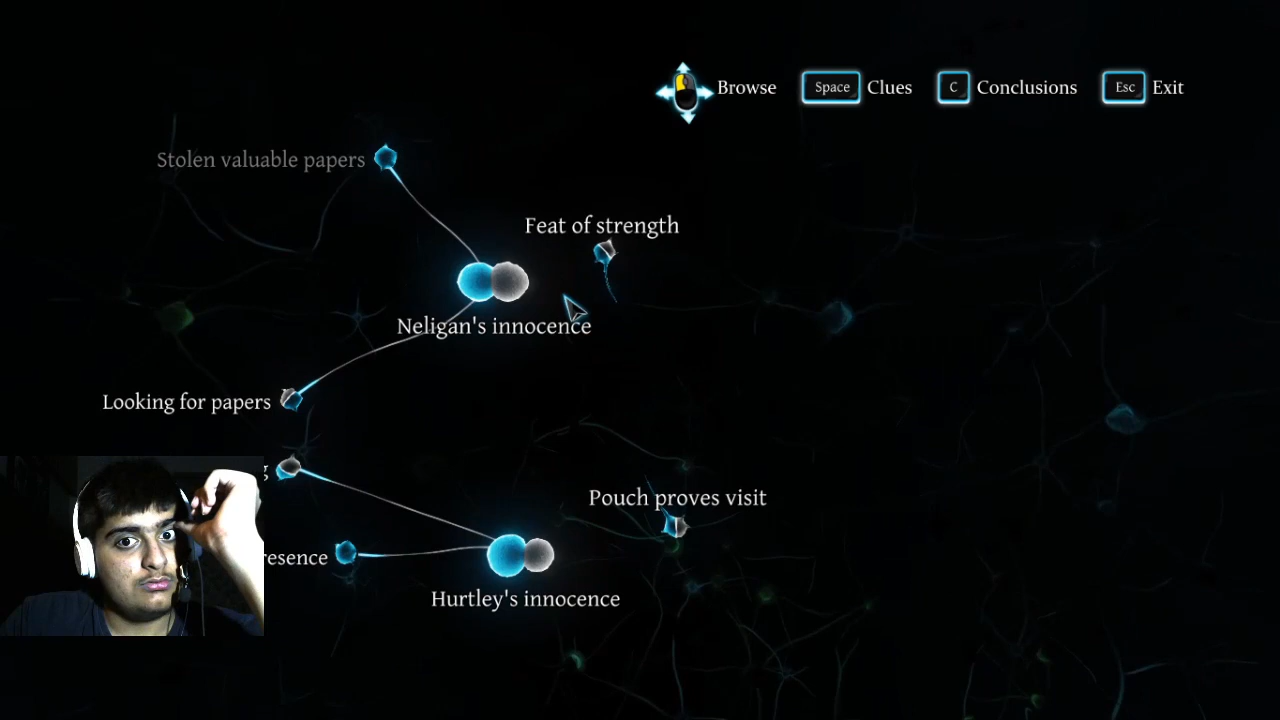 Browse
Space
Clues
C
Conclusions
Esc
Exit
Stolen valuable papers
Feat of strength
Neligan's innocence
Looking for papers
Pouch proves visit
Hurtley's innocence